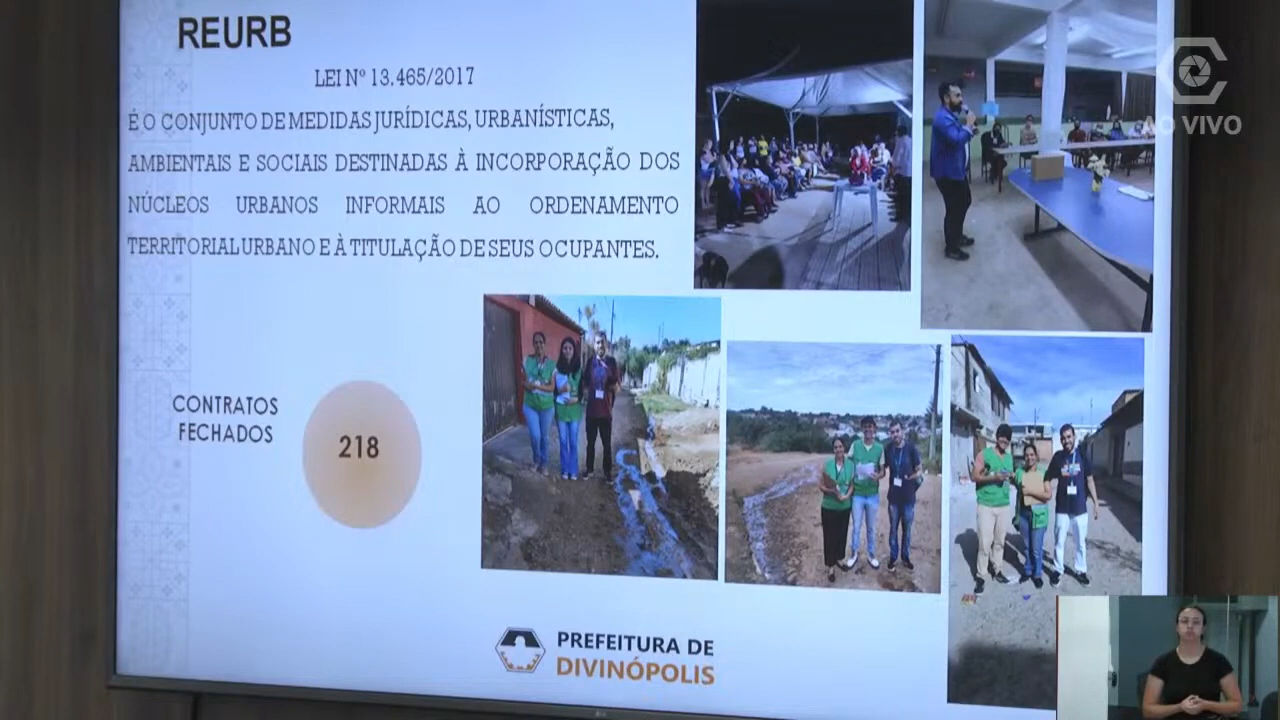 REURB
LEI Nº 13.465/2017
É O CONJUNTO DE MEDIDAS JURÍDICAS, URBANÍSTICAS,
AMBIENTAIS E SOCIAIS DESTINADAS À INCORPORAÇÃO DOS
NÚCLEOS URBANOS INFORMAIS AO ORDENAMENTO
TERRITORIAL URBANO E À TITULAÇÃO DE SEUS OCUPANTES.
CONTRATOS
FECHADOS
218
PREFEITURA DE
DIVINÓPOLIS
AO VIVO